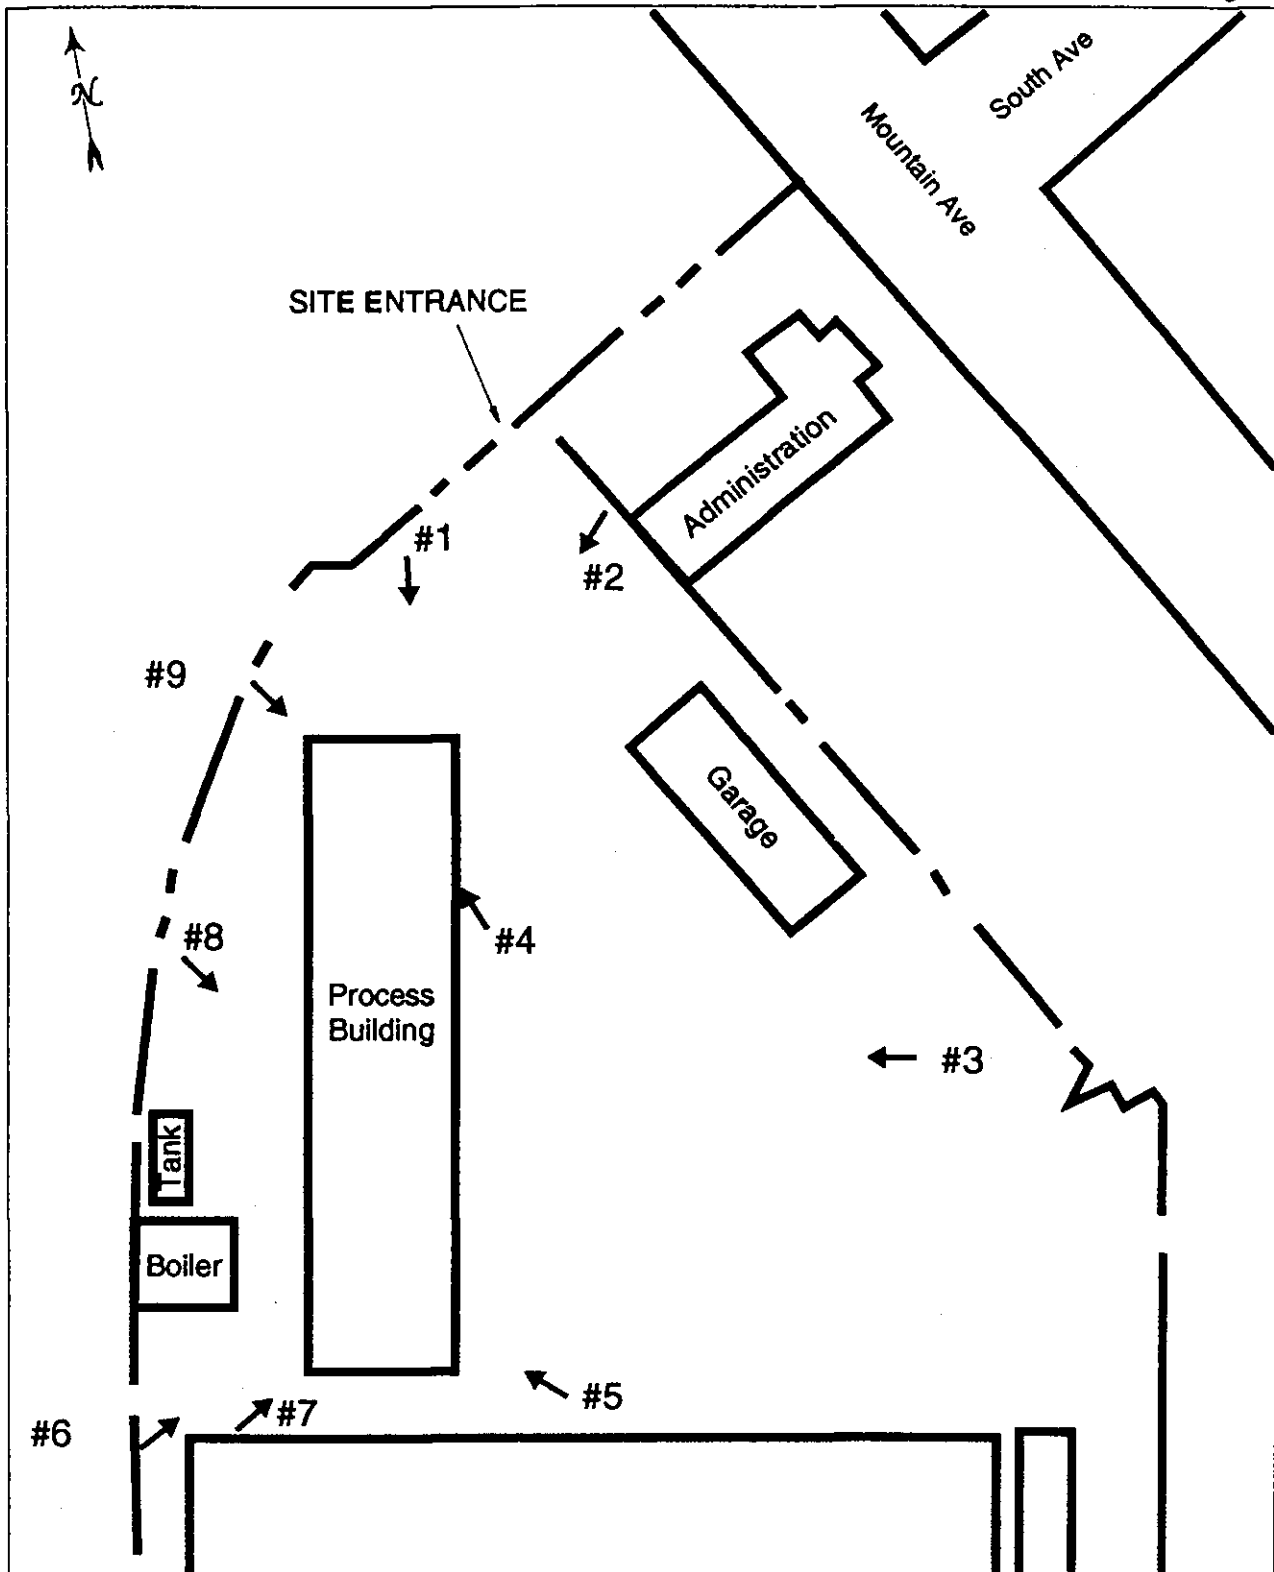 N
South Ave
Mountain Ave
SITE ENTRANCE
Administration
#1
#2
#9
Garage
#8
#4
Process
Building
#3
Tank
Boiler
#5
#7
#6